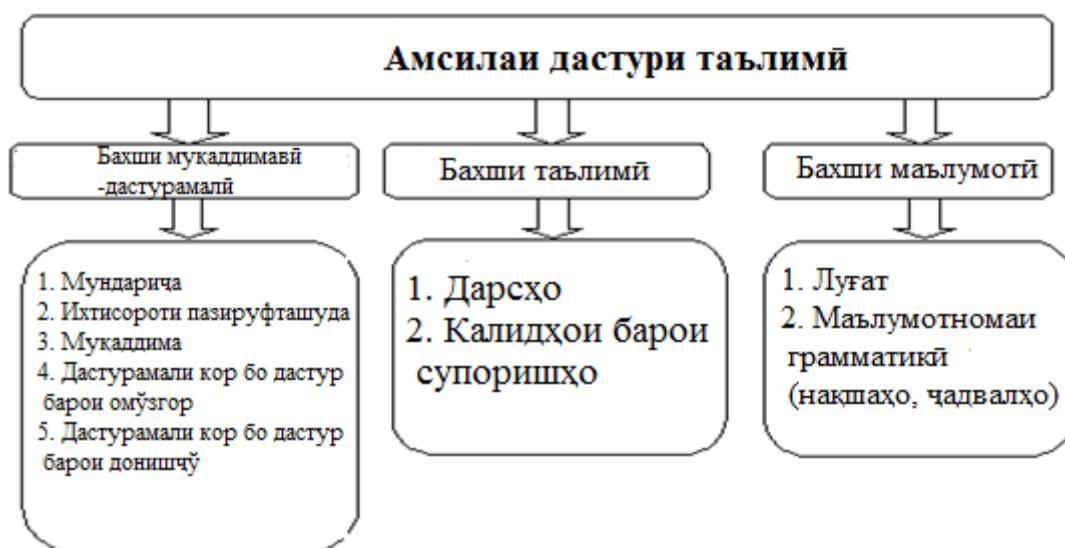 Амсилаи дастури таълимӣ
Бахши муқаддимавӣ
-дастурамалӣ
1. Мундариҷа
2. Ихтисороти пазируфташуда
3. Муқаддима
4. Дастурамали кор бо дастур
барои омӯзгор
5. Дастурамали кор бо дастур
барои донишҷӯ
Бахши таълимӣ
1. Дарсҳо
2. Калидҳои барои
супоришҳо
Бахши маълумотӣ
1. Луғат
2. Маълумотномаи
грамматикӣ
(нақшаҳо, ҷадвалҳо)